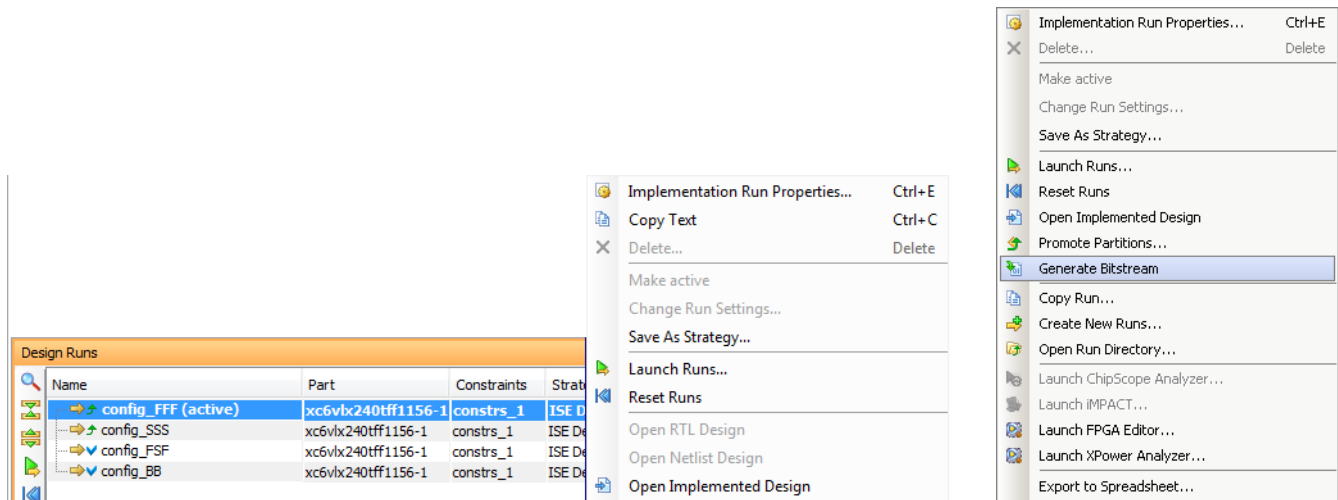 Design Runs
Name Part Constraints Strat
config_FFF (active) xc6vlx240tff1156-1 constrs_1 ISE D
config_SSS xc6vlx240tff1156-1 constrs_1 ISE De
config_FSF xc6vlx240tff1156-1 constrs_1 ISE De
config_BB xc6vlx240tff1156-1 constrs_1 ISE De
Implementation Run Properties... Ctrl+E
Copy Text Ctrl+C
Delete... Delete
Make active
Change Run Settings...
Save As Strategy...
Launch Runs...
Reset Runs
Open RTL Design
Open Netlist Design
Open Implemented Design
Implementation Run Properties... Ctrl+E
Delete... Delete
Make active
Change Run Settings...
Save As Strategy...
Launch Runs...
Reset Runs
Open Implemented Design
Promote Partitions...
Generate Bitstream
Copy Run...
Create New Runs...
Open Run Directory...
Launch ChipScope Analyzer...
Launch iMPACT...
Launch FPGA Editor...
Launch XPower Analyzer...
Export to Spreadsheet...